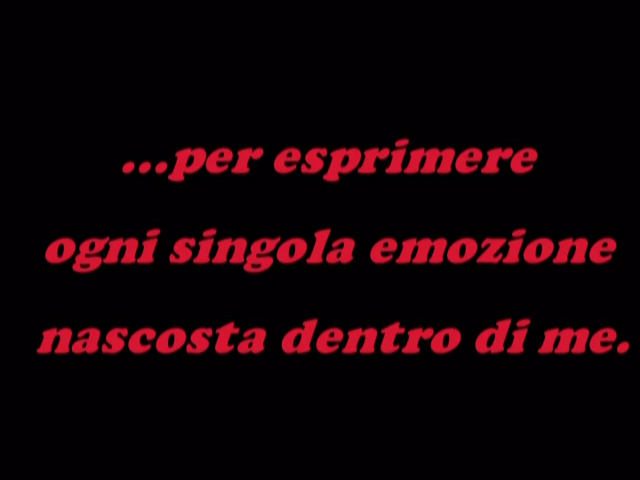 ...per esprimere
ogni singola emozione
nascosta dentro di me.